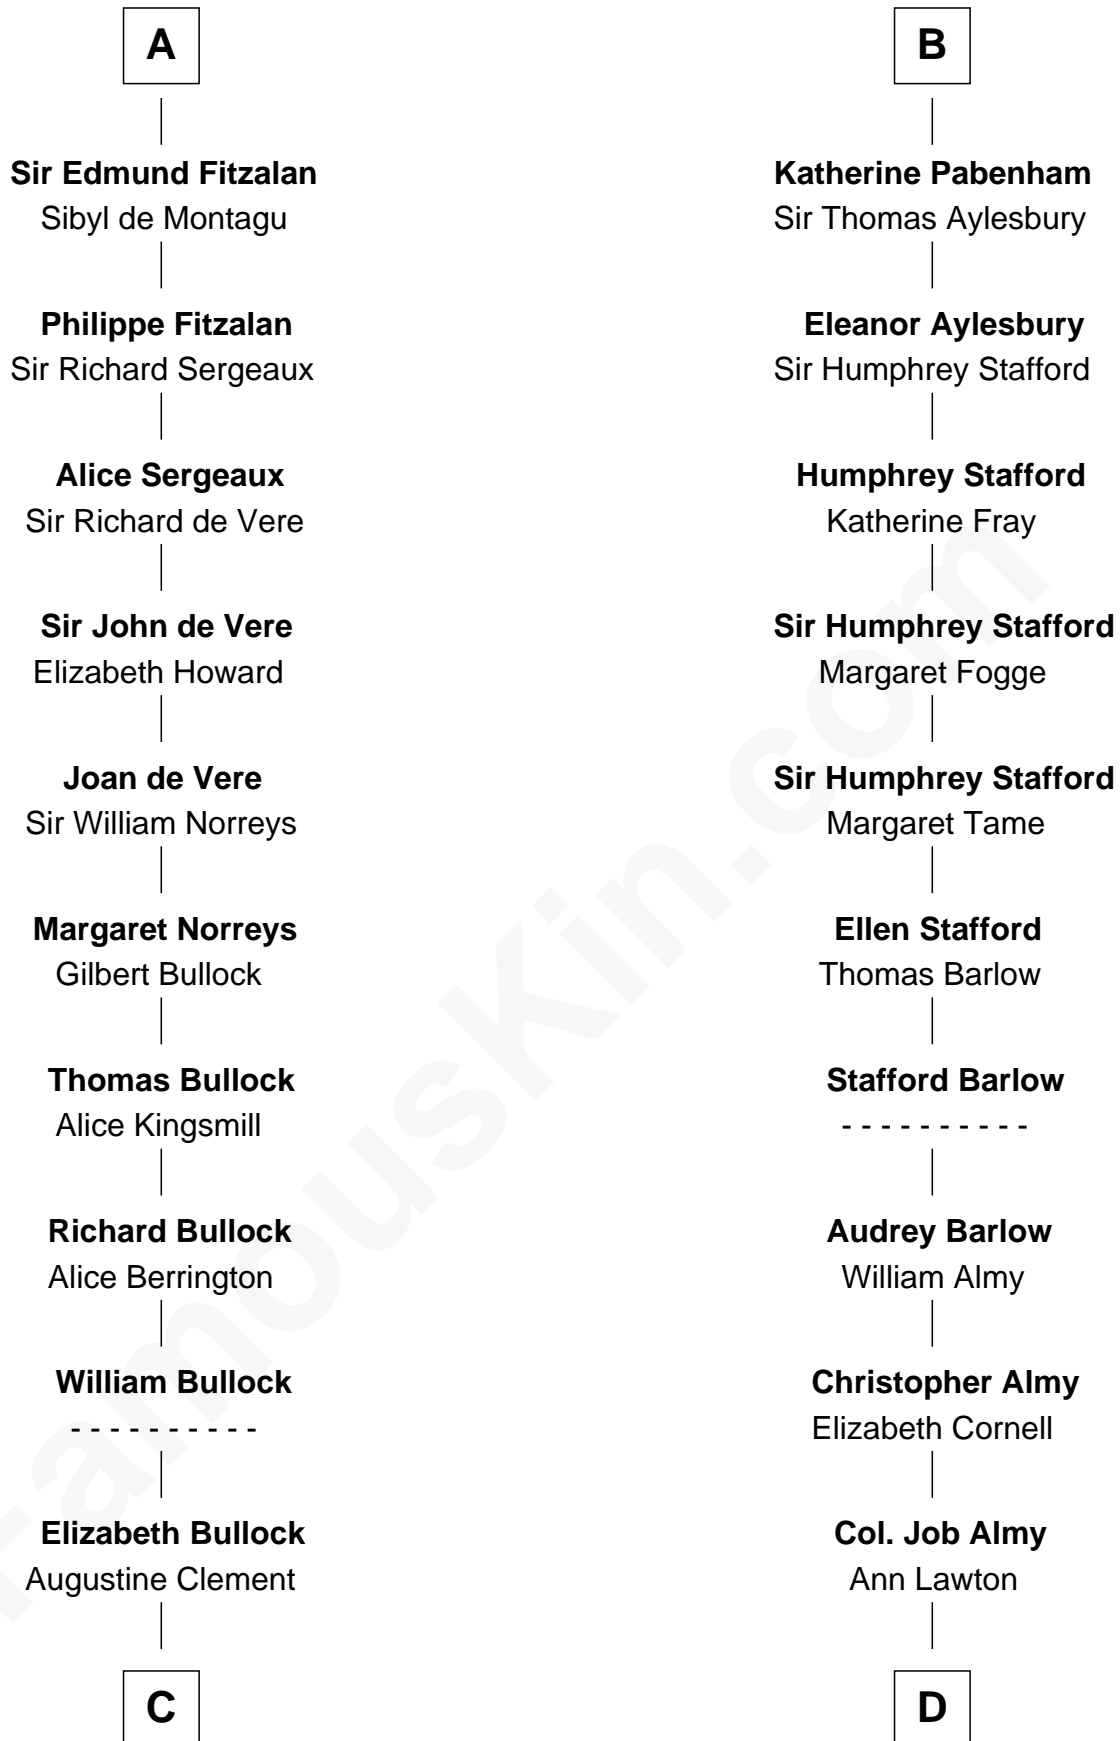 A
Sir Edmund Fitzalan
Sibyl de Montagu
Philippe Fitzalan
Sir Richard Sergeaux
Alice Sergeaux
Sir Richard de Vere
Sir John de Vere
Elizabeth Howard
Joan de Vere
Sir William Norreys
Margaret Norreys
Gilbert Bullock
Thomas Bullock
Alice Kingsmill
Richard Bullock
Alice Berrington
William Bullock
- - - - - - - - - -
Elizabeth Bullock
Augustine Clement
C
B
Katherine Pabenham
Sir Thomas Aylesbury
Eleanor Aylesbury
Sir Humphrey Stafford
Humphrey Stafford
Katherine Fray
Sir Humphrey Stafford
Margaret Fogge
Sir Humphrey Stafford
Margaret Tame
Ellen Stafford
Thomas Barlow
Stafford Barlow
- - - - - - - - - -
Audrey Barlow
William Almy
Christopher Almy
Elizabeth Cornell
Col. Job Almy
Ann Lawton
D
FamousKin.com